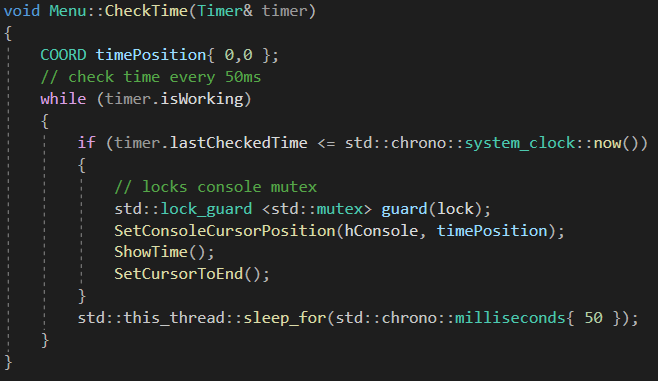 void Menu::CheckTime(Timer& timer)
{
    COORD timePosition{ 0,0 };
    // check time every 50ms
    while (timer.isWorking)
    {
        if (timer.lastCheckedTime <= std::chrono::system_clock::now())
        {
            // locks console mutex
            std::lock_guard <std::mutex> guard(lock);
            SetConsoleCursorPosition(hConsole, timePosition);
            ShowTime();
            SetCursorToEnd();
        }
        std::this_thread::sleep_for(std::chrono::milliseconds{ 50 });
    }
}